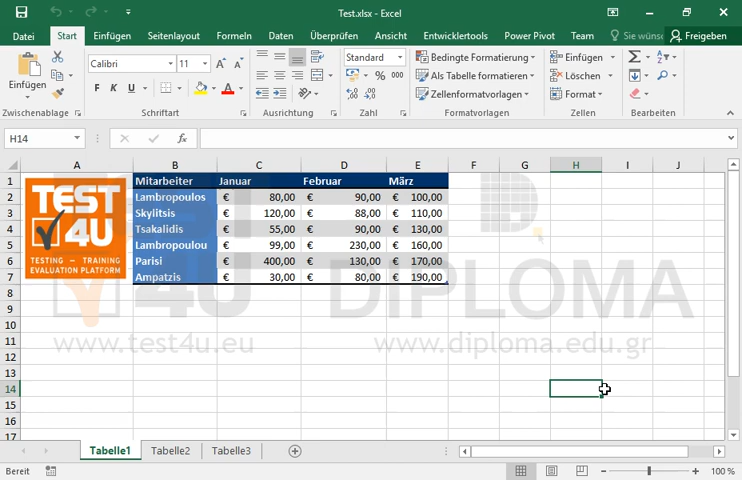 Test.xlsx - Excel
Datei Start Einfügen Seitenlayout Formeln Daten Überprüfen Ansicht Entwicklertools Power Pivot Team Sie wünsc Freigeben
Einfügen
Calibri 11
F K U
Standard
% 000
Bedingte Formatierung
Als Tabelle formatieren
Zellenformatvorlagen
Einfügen
Löschen
Format
Zwischenablage Schriftart Ausrichtung Zahl Formatvorlagen Zellen Bearbeiten
H14 fx
A B C D E F G H I J
1 Mitarbeiter Januar Februar März
2 Lambropoulos € 80,00 € 90,00 € 100,00
3 Skylitsis € 120,00 € 88,00 € 110,00
4 Tsakalidis € 55,00 € 90,00 € 130,00
5 Lambropoulou € 99,00 € 230,00 € 160,00
6 Parisi € 400,00 € 130,00 € 170,00
7 Ampatzis € 30,00 € 80,00 € 190,00
8
9
10
11
12
13
14
15
16
17
TEST
4U
TESTING – TRAINING
EVALUATION PLATFORM
4U DIPLOMA
www.test4u.eu www.diploma.edu.gr
Tabelle1 Tabelle2 Tabelle3
Bereit 100 %